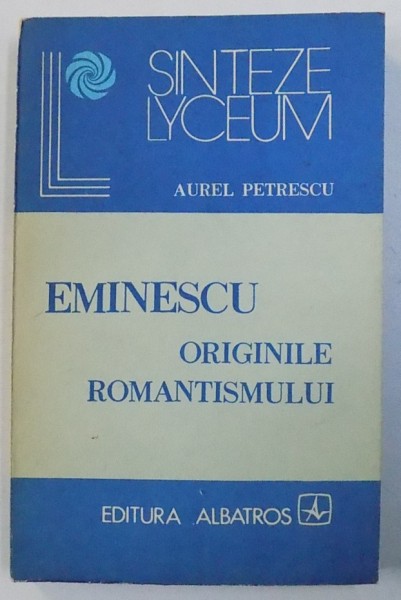 SINTEZE
LYCEUM
AUREL PETRESCU
EMINESCU
ORIGINILE
ROMANTISMULUI
EDITURA ALBATROS